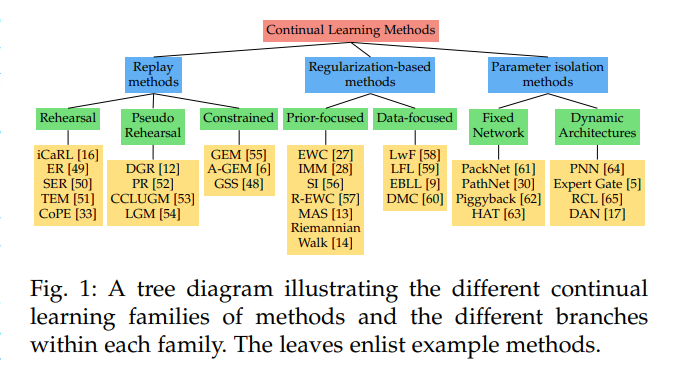 Continual Learning Methods
Replay
methods
Regularization-based
methods
Parameter isolation
methods
Rehearsal
Pseudo
Rehearsal
Constrained
Prior-focused
Data-focused
Fixed
Network
Dynamic
Architectures
iCaRL [16]
ER [49]
SER [50]
TEM [51]
CoPE [33]
DGR [12]
PR [52]
CCLUGM [53]
LGM [54]
GEM [55]
A-GEM [6]
GSS [48]
EWC [27]
IMM [28]
SI [56]
R-EWC [57]
MAS [13]
Riemannian
Walk [14]
LwF [58]
LFL [59]
EBLL [9]
DMC [60]
PackNet [61]
PathNet [30]
Piggyback [62]
HAT [63]
PNN [64]
Expert Gate [5]
RCL [65]
DAN [17]
Fig. 1: A tree diagram illustrating the different continual
learning families of methods and the different branches
within each family. The leaves enlist example methods.